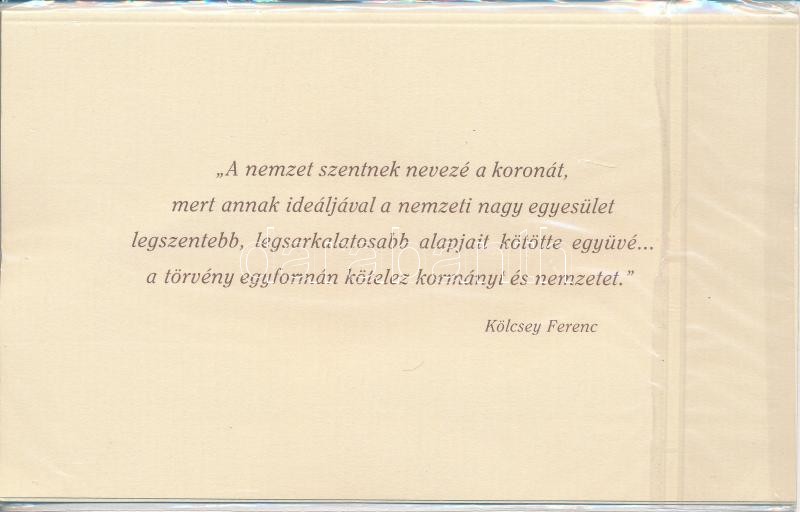 „A nemzet szentnek nevezé a koronát,
mert annak ideáljával a nemzeti nagy egyesület
legszentebb, legsarkalatosabb alapjait kötötte együvé...
a törvény egyformán kötelez kormányt és nemzetet.”
Kölcsey Ferenc
darabanth